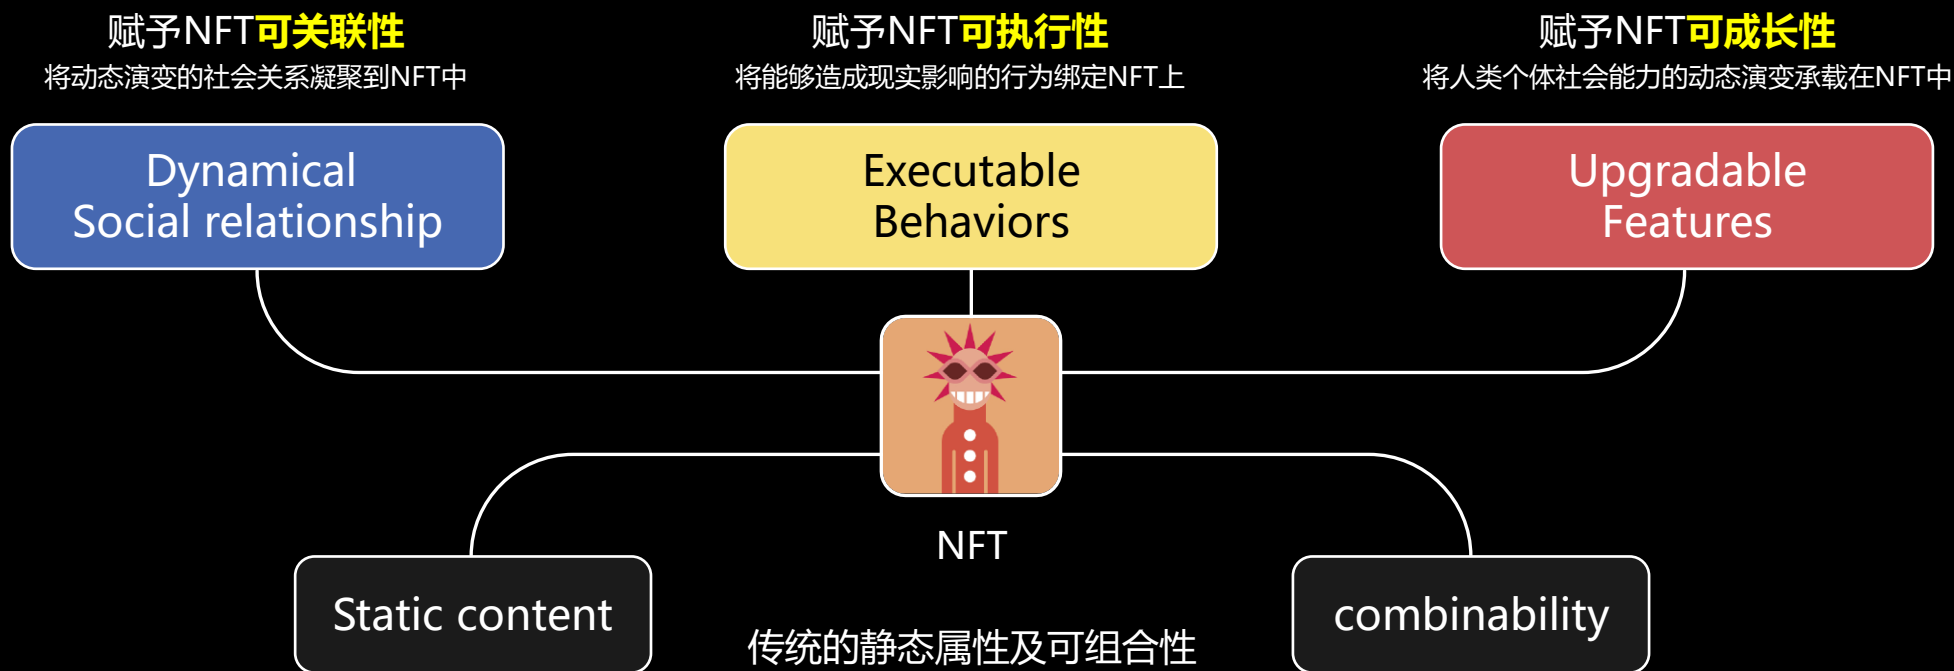 赋予NFT可关联性
将动态演变的社会关系凝聚到NFT中
Dynamical
Social relationship
赋予NFT可执行性
将能够造成现实影响的行为绑定NFT上
Executable
Behaviors
赋予NFT可成长性
将人类个体社会能力的动态演变承载在NFT中
Upgradable
Features
NFT
Static content
传统的静态属性及可组合性
combinability